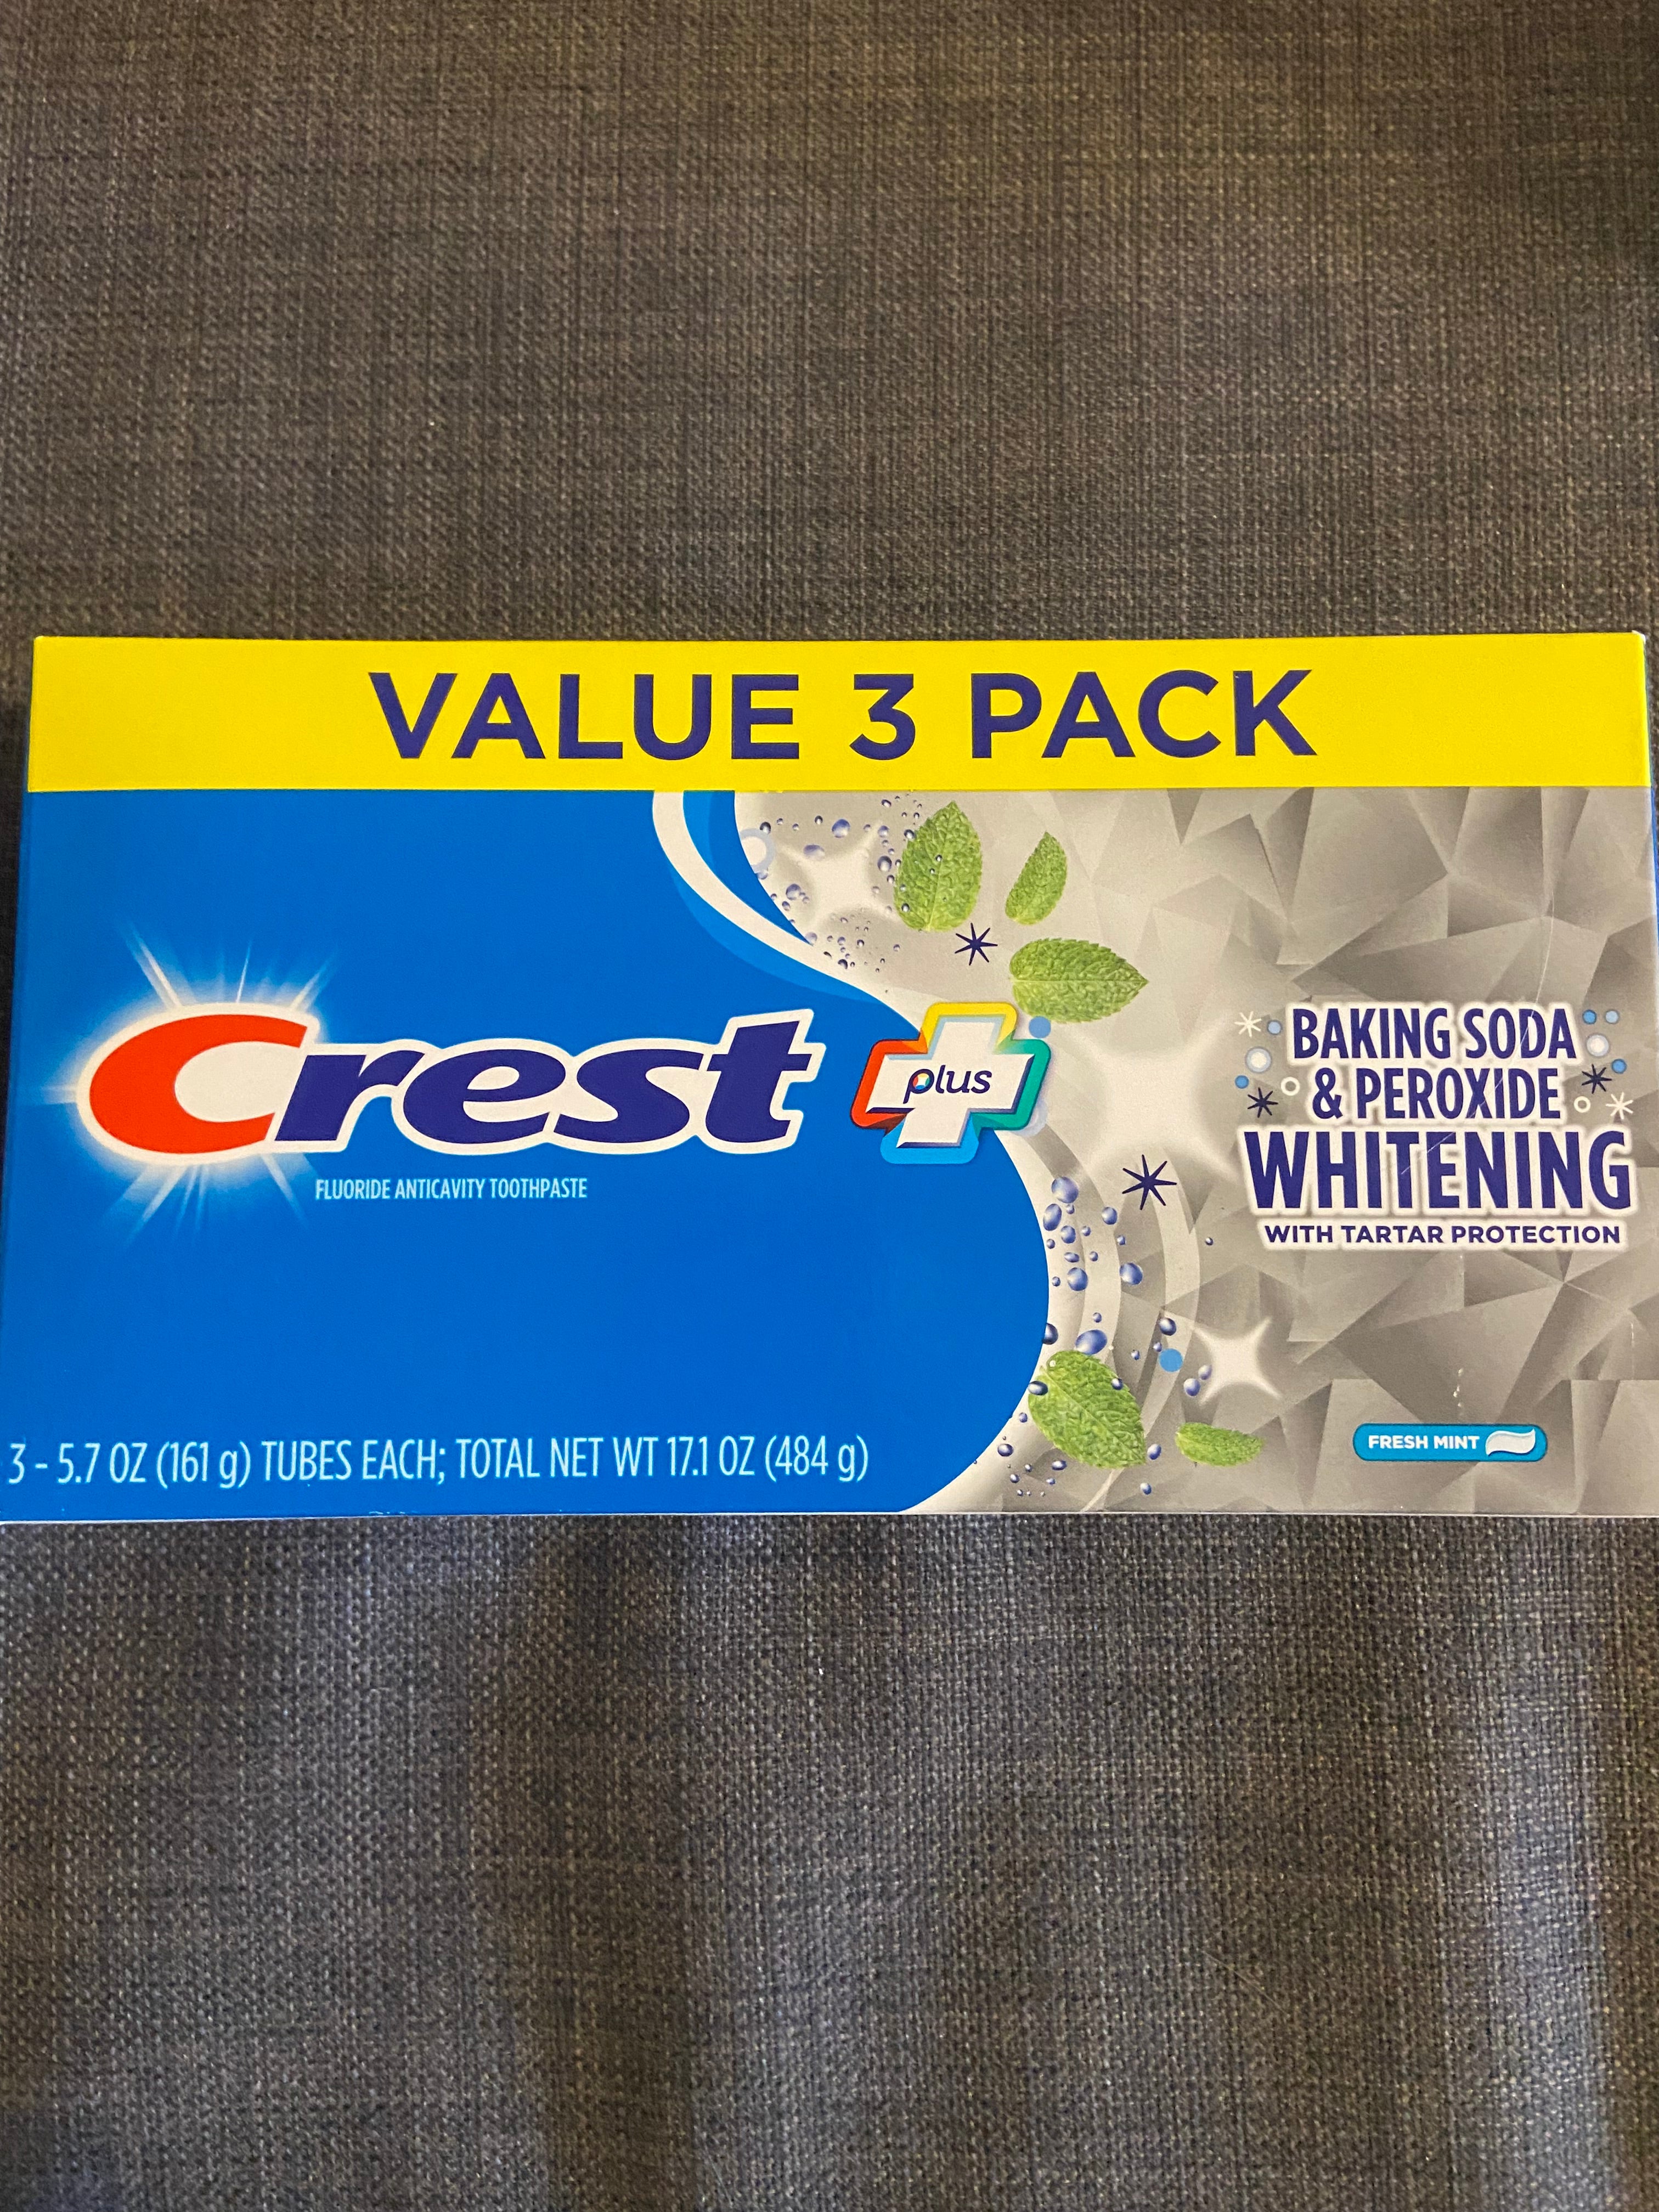 VALUE 3 PACK
Crest
plus
FLUORIDE ANTICAVITY TOOTHPASTE
BAKING SODA
& PEROXIDE
WHITENING
WITH TARTAR PROTECTION
FRESH MINT
3 - 5.7 OZ (161 g) TUBES EACH; TOTAL NET WT 17.1 OZ (484 g)